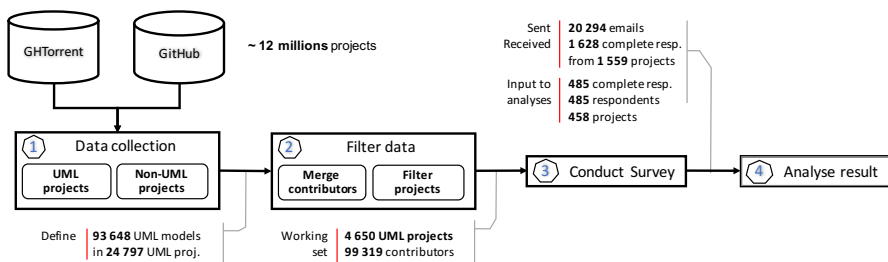 GHTorrent
GitHub
~ 12 millions projects
Sent 20 294 emails
Received 1 628 complete resp.
from 1 559 projects
Input to 485 complete resp.
analyses 485 respondents
458 projects
1 Data collection
UML projects
Non-UML projects
2 Filter data
Merge contributors
Filter projects
3 Conduct Survey
4 Analyse result
Define 93 648 UML models
in 24 797 UML proj.
Working 4 650 UML projects
set 99 319 contributors